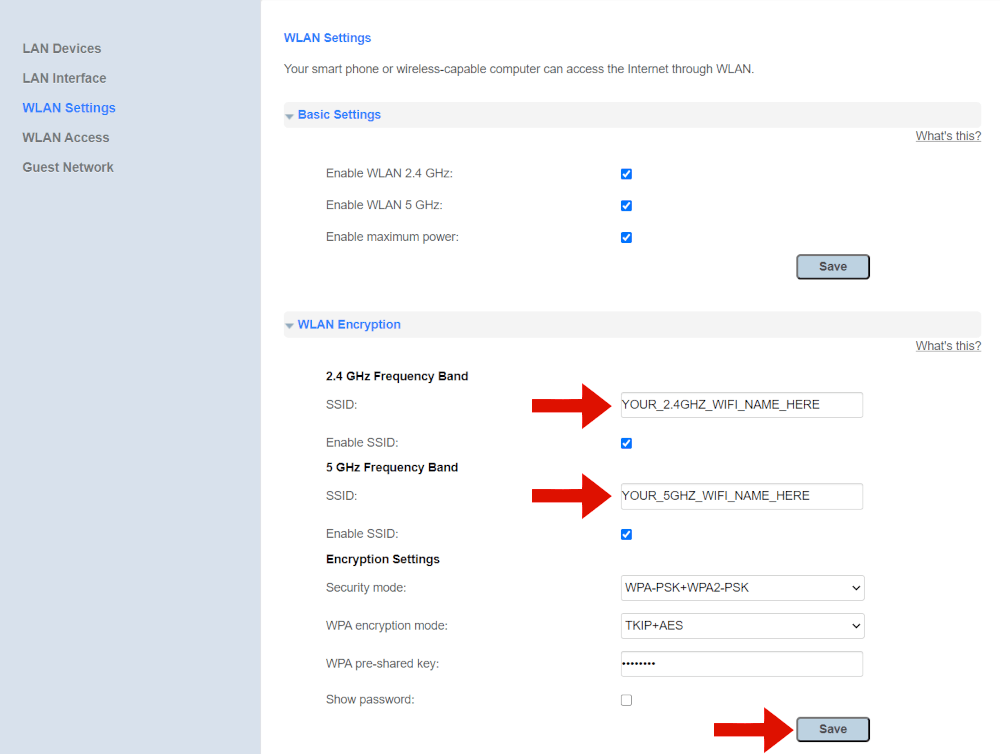 LAN Devices
LAN Interface
WLAN Settings
WLAN Access
Guest Network
WLAN Settings
Your smart phone or wireless-capable computer can access the Internet through WLAN.
Basic Settings
What's this?
Enable WLAN 2.4 GHz:
Enable WLAN 5 GHz:
Enable maximum power:
Save
WLAN Encryption
What's this?
2.4 GHz Frequency Band
SSID: YOUR_2.4GHZ_WIFI_NAME_HERE
Enable SSID:
5 GHz Frequency Band
SSID: YOUR_5GHZ_WIFI_NAME_HERE
Enable SSID:
Encryption Settings
Security mode: WPA-PSK+WPA2-PSK
WPA encryption mode: TKIP+AES
WPA pre-shared key: ••••••••
Show password:
Save